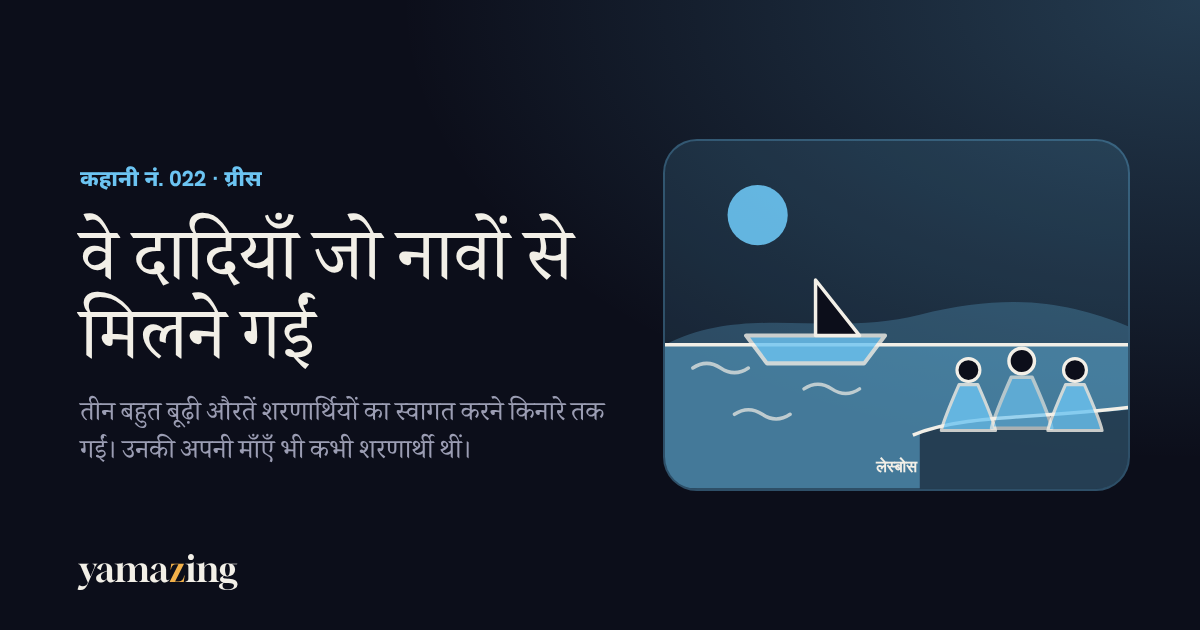 कहानी नं. 022 · ग्रीस
वे दादियाँ जो नावों से
मिलने गईं
तीन बहुत बूढ़ी औरतें शरणार्थियों का स्वागत करने किनारे तक
गईं। उनकी अपनी माँएँ भी कभी शरणार्थी थीं।
लेस्बोस
yamazing